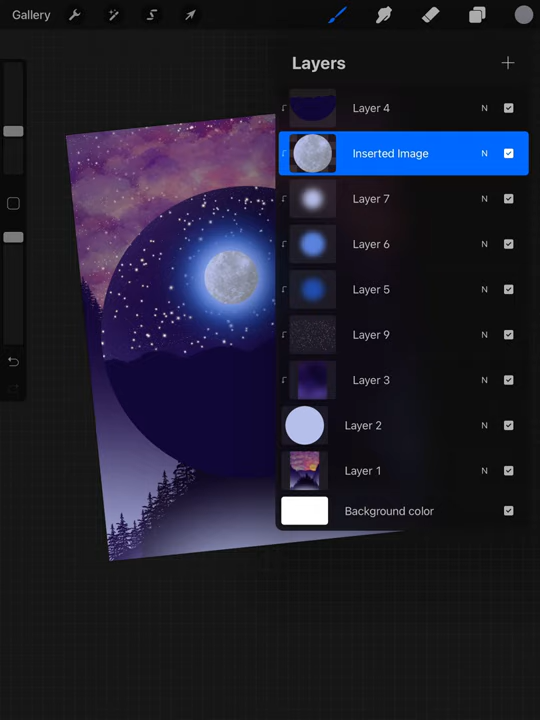 Gallery
Layers
Layer 4 N
Inserted Image N
Layer 7 N
Layer 6 N
Layer 5 N
Layer 9 N
Layer 3 N
Layer 2 N
Layer 1 N
Background color